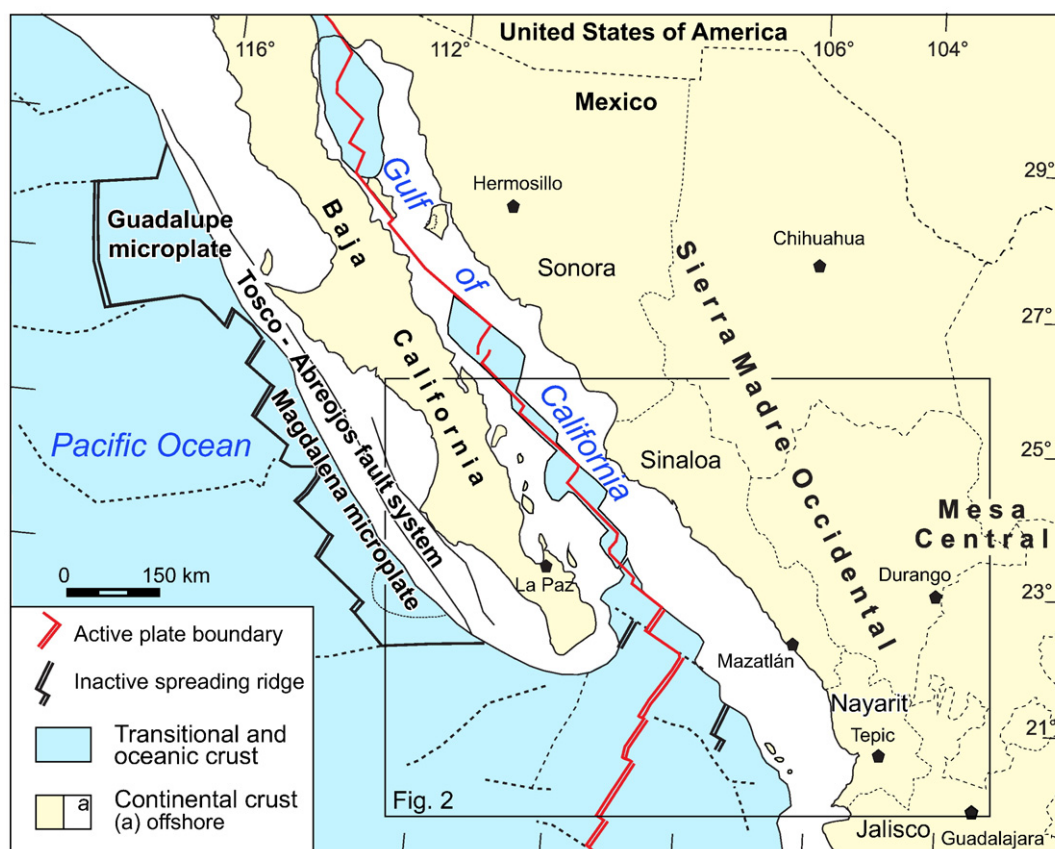 United States of America
116°
112°
106°
104°
Mexico
Gulf
of
California
Hermosillo
29°
Chihuahua
Guadalupe
microplate
Baja
California
Sonora
Sierra Madre Occidental
27°
Tosco - Abreojos fault system
Magdalena microplate
Pacific Ocean
Sinaloa
25°
Mesa
Central
0 150 km
La Paz
Durango
23°
Active plate boundary
Mazatlán
Inactive spreading ridge
Nayarit
Tepic
21°
Transitional and
oceanic crust
a
Continental crust
(a) offshore
Fig. 2
Jalisco
Guadalajara